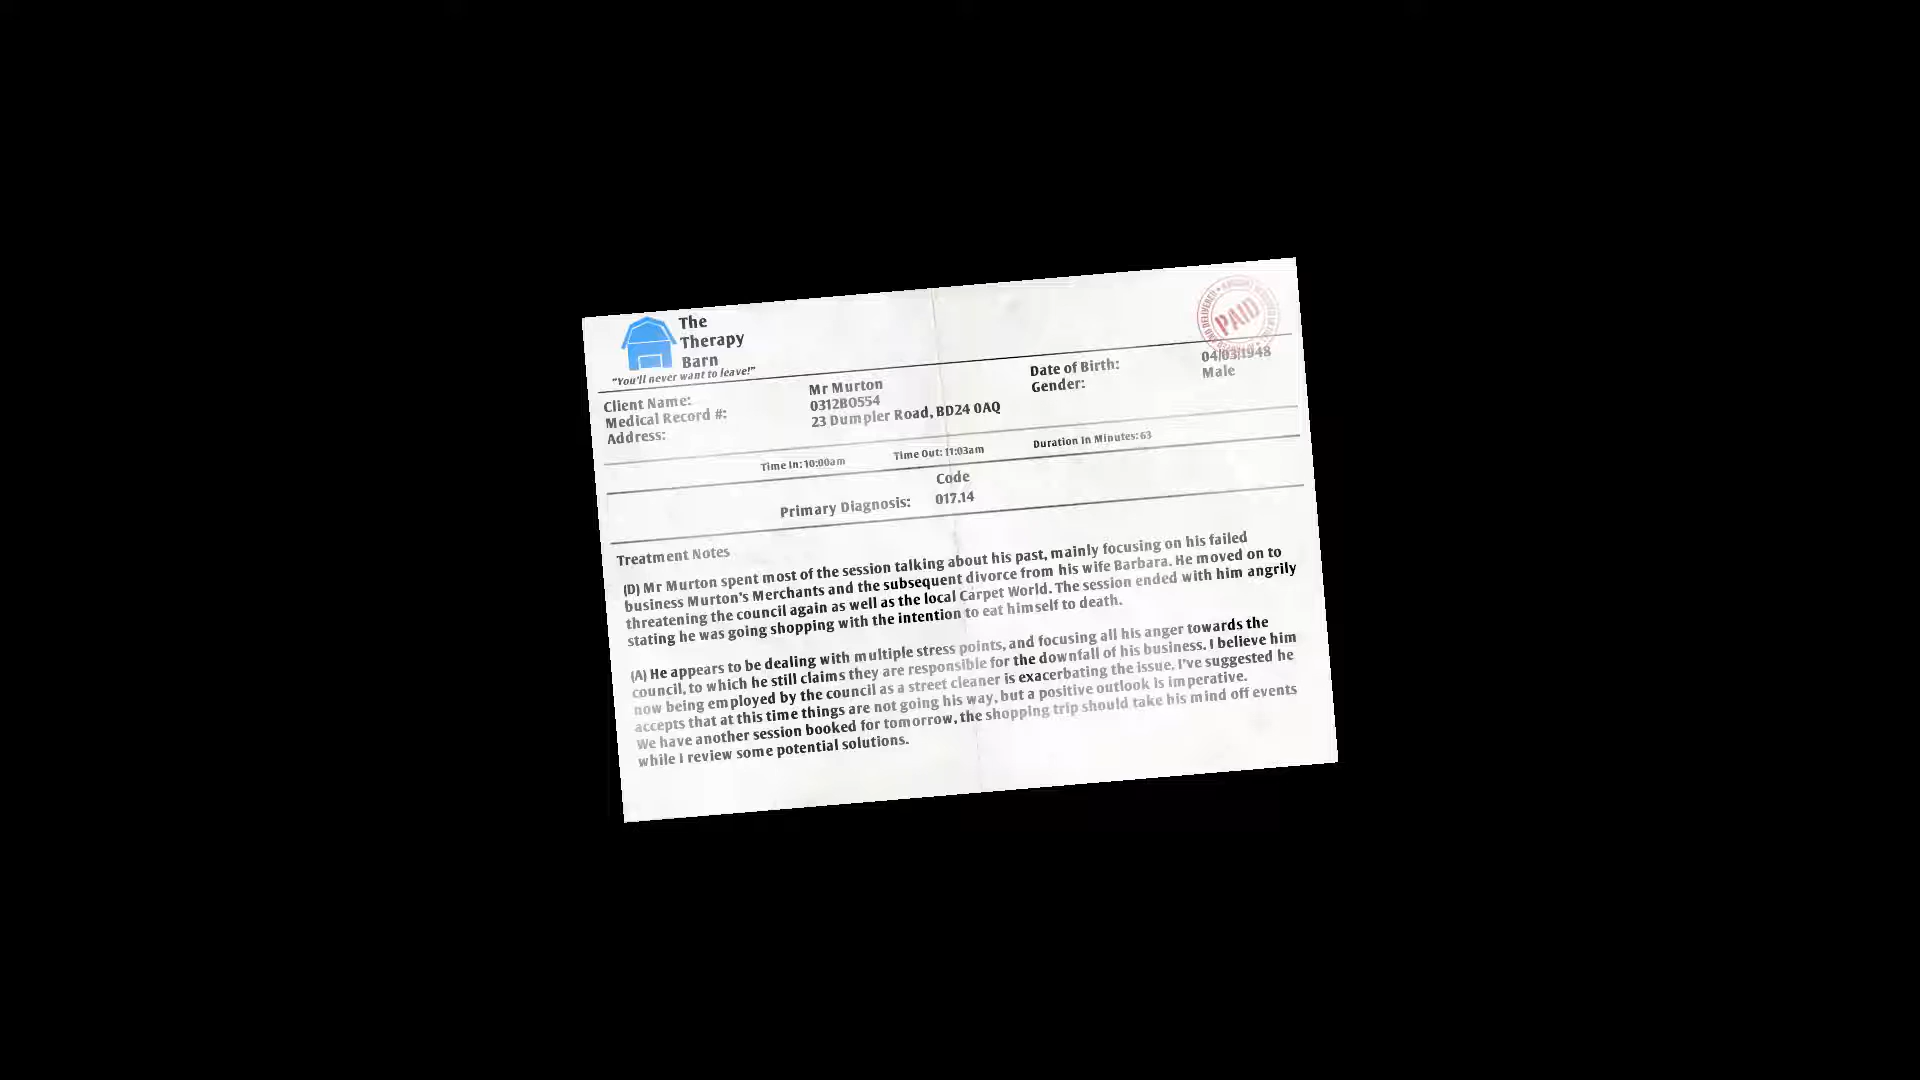 The
Therapy
Barn
"You'll never want to leave!"
PAID
Client Name: Mr Murton
Medical Record #: 0312BO554
Address: 23 Dumpler Road, BD24 0AQ
Date of Birth: 04/03/1948
Gender: Male
Time In: 10:00am Time Out: 11:03am Duration In Minutes: 63
Code
Primary Diagnosis: 017.14
Treatment Notes
(D) Mr Murton spent most of the session talking about his past, mainly focusing on his failed
business Murton's Merchants and the subsequent divorce from his wife Barbara. He moved on to
threatening the council again as well as the local Carpet World. The session ended with him angrily
stating he was going shopping with the intention to eat himself to death.
(A) He appears to be dealing with multiple stress points, and focusing all his anger towards the
council, to which he still claims they are responsible for the downfall of his business. I believe him
now being employed by the council as a street cleaner is exacerbating the issue. I've suggested he
accepts that at this time things are not going his way, but a positive outlook is imperative.
We have another session booked for tomorrow, the shopping trip should take his mind off events
while I review some potential solutions.